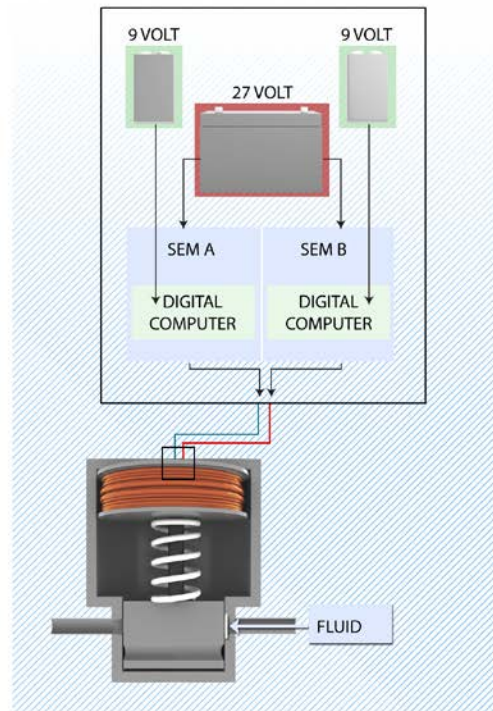 9 VOLT
9 VOLT
27 VOLT
SEM A
SEM B
DIGITAL
COMPUTER
DIGITAL
COMPUTER
FLUID